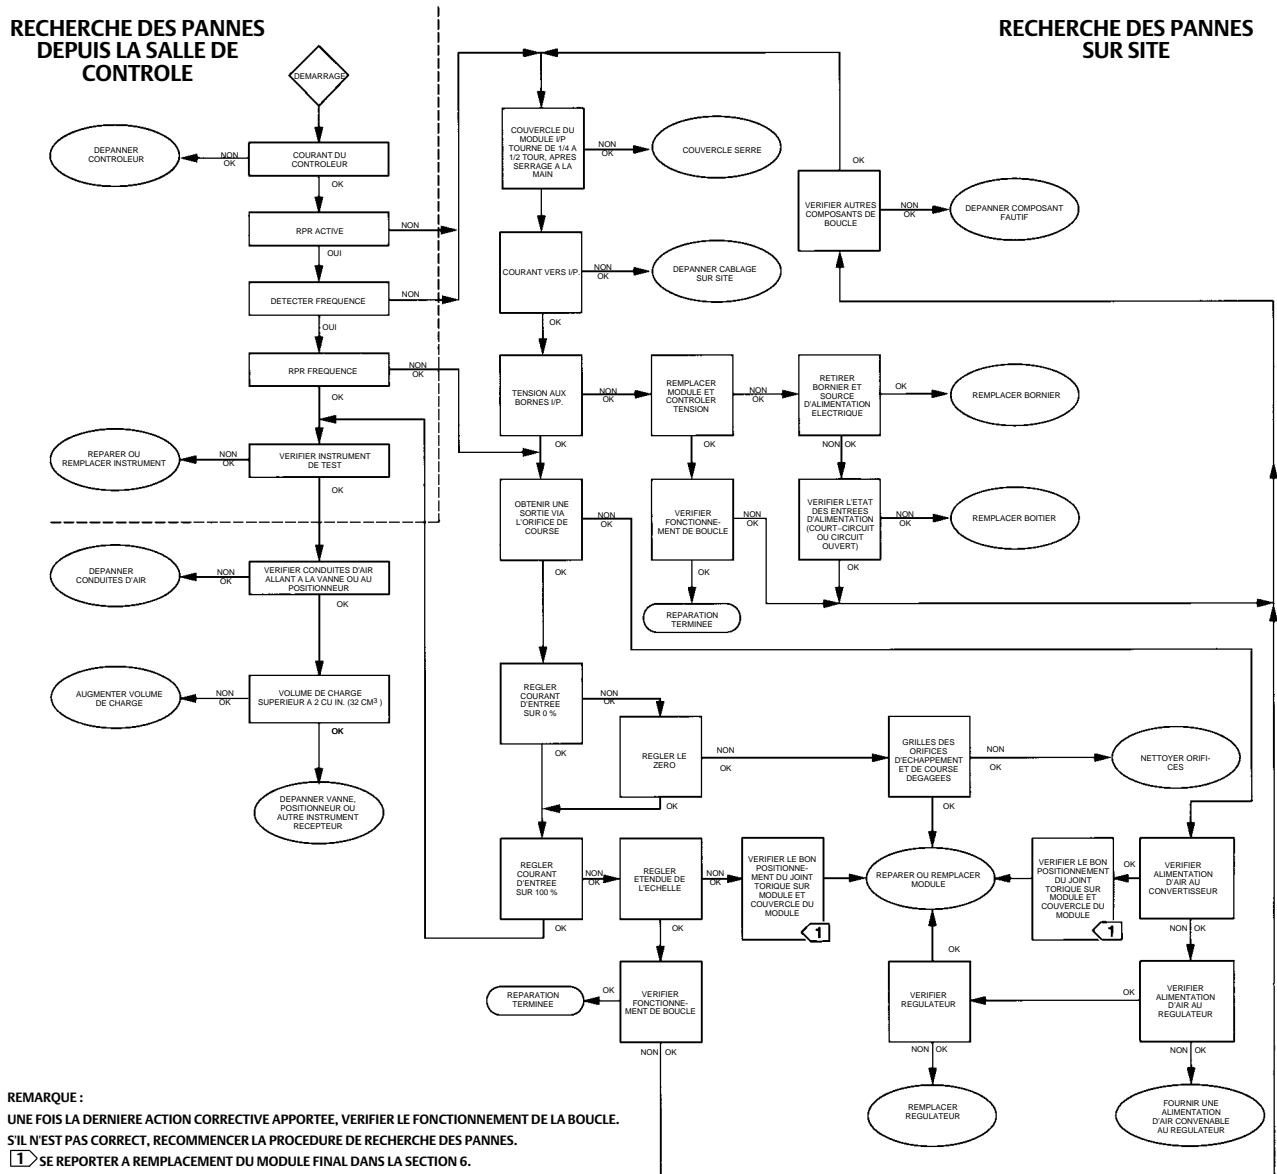 RECHERCHE DES PANNES
DEPUIS LA SALLE DE
CONTROLE
RECHERCHE DES PANNES
SUR SITE
DEMARRAGE
DEPANNER
CONTROLEUR
NON
OK
COURANT DU
CONTROLEUR
OK
RPR ACTIVE
NON
OUI
DETECTER FREQUENCE
NON
OUI
RPR FREQUENCE
NON
OK
OK
REPARER OU
REMPLACER INSTRUMENT
NON
OK
VERIFIER INSTRUMENT
DE TEST
OK
DEPANNER
CONDUITES D'AIR
NON
OK
VERIFIER CONDUITES D'AIR
ALLANT A LA VANNE OU AU
POSITIONNEUR
OK
AUGMENTER VOLUME
DE CHARGE
NON
OK
VOLUME DE CHARGE
SUPERIEUR A 2 CU IN. (32 CM³ )
OK
DEPANNER VANNE,
POSITIONNEUR OU
AUTRE INSTRUMENT
RECEPTEUR
COUVERCLE DU
MODULE I/P
TOURNE DE 1/4 A
1/2 TOUR, APRES
SERRAGE A LA
MAIN
NON
OK
COUVERCLE SERRE
OK
VERIFIER AUTRES
COMPOSANTS DE
BOUCLE
NON
OK
DEPANNER COMPOSANT
FAUTIF
COURANT VERS I/P.
NON
OK
DEPANNER CABLAGE
SUR SITE
OK
TENSION AUX
BORNES I/P.
NON
OK
REMPLACER
MODULE ET
CONTROLER
TENSION
NON
OK
RETIRER
BORNIER ET
SOURCE
D'ALIMENTATION
ELECTRIQUE
OK
REMPLACER BORNIER
OK
OK
NON
OK
OBTENIR UNE
SORTIE VIA
L'ORIFICE DE
COURSE
NON
OK
VERIFIER
FONCTIONNE-
MENT DE BOUCLE
NON
OK
VERIFIER L'ETAT
DES ENTREES
D'ALIMENTATION
(COURT–CIRCUIT
OU CIRCUIT
OUVERT)
NON
OK
REMPLACER BOITIER
OK
OK
OK
REPARATION
TERMINEE
REGLER
COURANT
D'ENTREE
SUR 0 %
NON
OK
OK
REGLER LE
ZERO
NON
OK
OK
GRILLES DES
ORIFICES
D'ECHAPPEMENT
ET DE COURSE
DEGAGEES
NON
OK
OK
NETTOYER ORIFI-
CES
REGLER
COURANT
D'ENTREE
SUR 100 %
NON
OK
OK
REGLER
ETENDUE DE
L'ECHELLE
NON
OK
OK
VERIFIER LE BON
POSITIONNE-
MENT DU JOINT
TORIQUE SUR
MODULE ET
COUVERCLE DU
MODULE
1
REPARER OU REMPLACER
MODULE
VERIFIER LE BON
POSITIONNEMENT
DU JOINT
TORIQUE SUR
MODULE ET
COUVERCLE DU
MODULE
1
OK
VERIFIER
ALIMENTATION
D'AIR AU
CONVERTISSEUR
NON
OK
REPARATION
TERMINEE
OK
VERIFIER
FONCTIONNE-
MENT DE BOUCLE
NON
OK
OK
VERIFIER
REGULATEUR
NON
OK
OK
VERIFIER
ALIMENTATION
D'AIR AU
REGULATEUR
NON
OK
REMPLACER
REGULATEUR
FOURNIR UNE
ALIMENTATION
D'AIR CONVENABLE
AU REGULATEUR
REMARQUE :
UNE FOIS LA DERNIERE ACTION CORRECTIVE APPORTEE, VERIFIER LE FONCTIONNEMENT DE LA BOUCLE.
S'IL N'EST PAS CORRECT, RECOMMENCER LA PROCEDURE DE RECHERCHE DES PANNES.
1 SE REPORTER A REMPLACEMENT DU MODULE FINAL DANS LA SECTION 6.